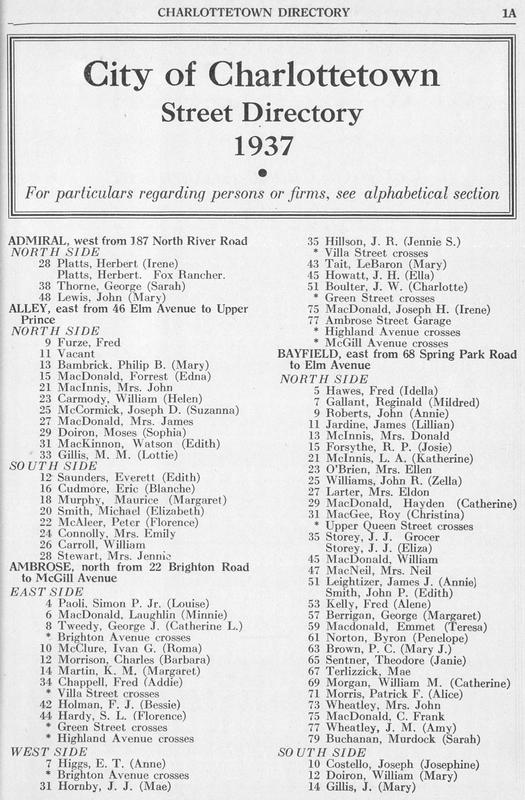 CHARLOTTETOWN DIRECTORY
1A
City of Charlottetown
Street Directory
1937
For particulars regarding persons or firms, see alphabetical section
ADMIRAL, west from 187 North River Road
NORTH SIDE
28 Platts, Herbert (Irene)
Platts, Herbert. Fox Rancher.
38 Thorne, George (Sarah)
48 Lewis, John (Mary)
ALLEY, east from 46 Elm Avenue to Upper
Prince
NORTH SIDE
9 Furze, Fred
11 Vacant
13 Bambrick. Philip B. (Mary)
15 MacDonald, Forrest (Edna)
21 MacInnis, Mrs. John
23 Carmody, William (Helen)
25 McCormick, Joseph D. (Suzanna)
27 MacDonald, Mrs. James
29 Doiron, Moses (Sophia)
31 MacKinnon, Watson (Edith)
33 Gillis, M. M. (Lottie)
SOUTH SIDE
12 Saunders, Everett (Edith)
16 Cudmore, Eric (Blanche)
18 Murphy, Maurice (Margaret)
20 Smith, Michael (Elizabeth)
22 McAleer, Peter (Florence)
24 Connolly, Mrs. Emily
26 Carroll, William
28 Stewart, Mrs. Jennie
AMBROSE, north from 22 Brighton Road
to McGill Avenue
EAST SIDE
4 Paoli, Simon P. Jr. (Louise)
6 MacDonald, Laughlin (Minnie)
8 Tweedy, George J. (Catherine L.)
* Brighton Avenue crosses
10 McClure, Ivan G. (Roma)
12 Morrison, Charles (Barbara)
14 Martin, K. M. (Margaret)
34 Chappell, Fred (Addie)
* Villa Street crosses
42 Holman, F. J. (Bessie)
44 Hardy, S. L. (Florence)
* Green Street crosses
* Highland Avenue crosses
WEST SIDE
7 Higgs, E. T. (Anne)
* Brighton Avenue crosses
31 Hornby, J. J. (Mae)
35 Hillson, J. R. (Jennie S.)
* Villa Street crosses
43 Tait, LeBaron (Mary)
45 Howatt, J. H. (Ella)
51 Boulter, J. W. (Charlotte)
* Green Street crosses
75 MacDonald, Joseph H. (Irene)
77 Ambrose Street Garage
* Highland Avenue crosses
* McGill Avenue crosses
BAYFIELD, east from 68 Spring Park Road
to Elm Avenue
NORTH SIDE
5 Hawes, Fred (Idella)
7 Gallant, Reginald (Mildred)
9 Roberts, John (Annie)
11 Jardine, James (Lillian)
13 McInnis, Mrs. Donald
15 Forsythe, R. P. (Josie)
21 McInnis, L. A. (Katherine)
23 O'Brien, Mrs. Ellen
25 Williams, John R. (Zella)
27 Larter, Mrs. Eldon
29 MacDonald, Hayden (Catherine)
31 MacGee, Roy (Christina)
* Upper Queen Street crosses
35 Storey, J. J. Grocer
Storey, J. J. (Eliza)
45 MacDonald, William
47 MacNeil, Mrs. Neil
51 Leightizer, James J. (Annie)
Smith, John P. (Edith)
53 Kelly, Fred (Alene)
57 Berrigan, George (Margaret)
59 Macdonald, Emmet (Teresa)
61 Norton, Byron (Penelope)
63 Brown, P. C. (Mary J.)
65 Sentner, Theodore (Janie)
67 Terlizzick, Mae
69 Morgan, William M. (Catherine)
71 Morris, Patrick F. (Alice)
73 Wheatley, Mrs. John
75 MacDonald, C. Frank
77 Wheatley, J. M. (Amy)
79 Buchanan, Murdock (Sarah)
SOUTH SIDE
10 Costello, Joseph (Josephine)
12 Doiron, William (Mary)
14 Gillis, J. (Mary)